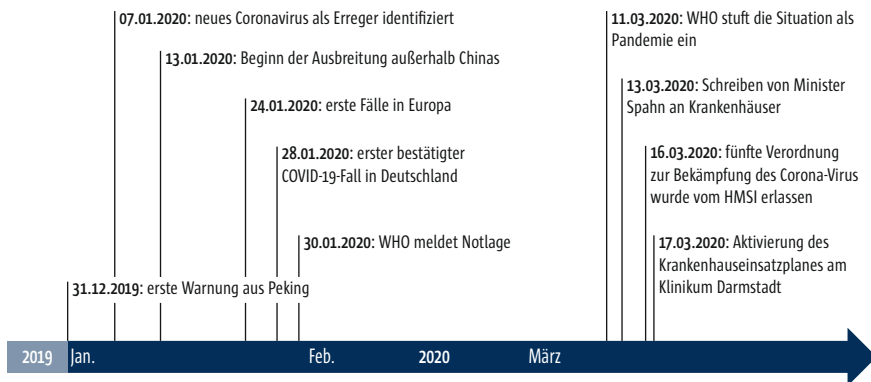 07.01.2020: neues Coronavirus als Erreger identifiziert
13.01.2020: Beginn der Ausbreitung außerhalb Chinas
24.01.2020: erste Fälle in Europa
28.01.2020: erster bestätigter
COVID-19-Fall in Deutschland
30.01.2020: WHO meldet Notlage
31.12.2019: erste Warnung aus Peking
11.03.2020: WHO stuft die Situation als
Pandemie ein
13.03.2020: Schreiben von Minister
Spahn an Krankenhäuser
16.03.2020: fünfte Verordnung
zur Bekämpfung des Corona-Virus
wurde vom HMSI erlassen
17.03.2020: Aktivierung des
Krankenhauseinsatzplanes am
Klinikum Darmstadt
2019 Jan. Feb. 2020 März